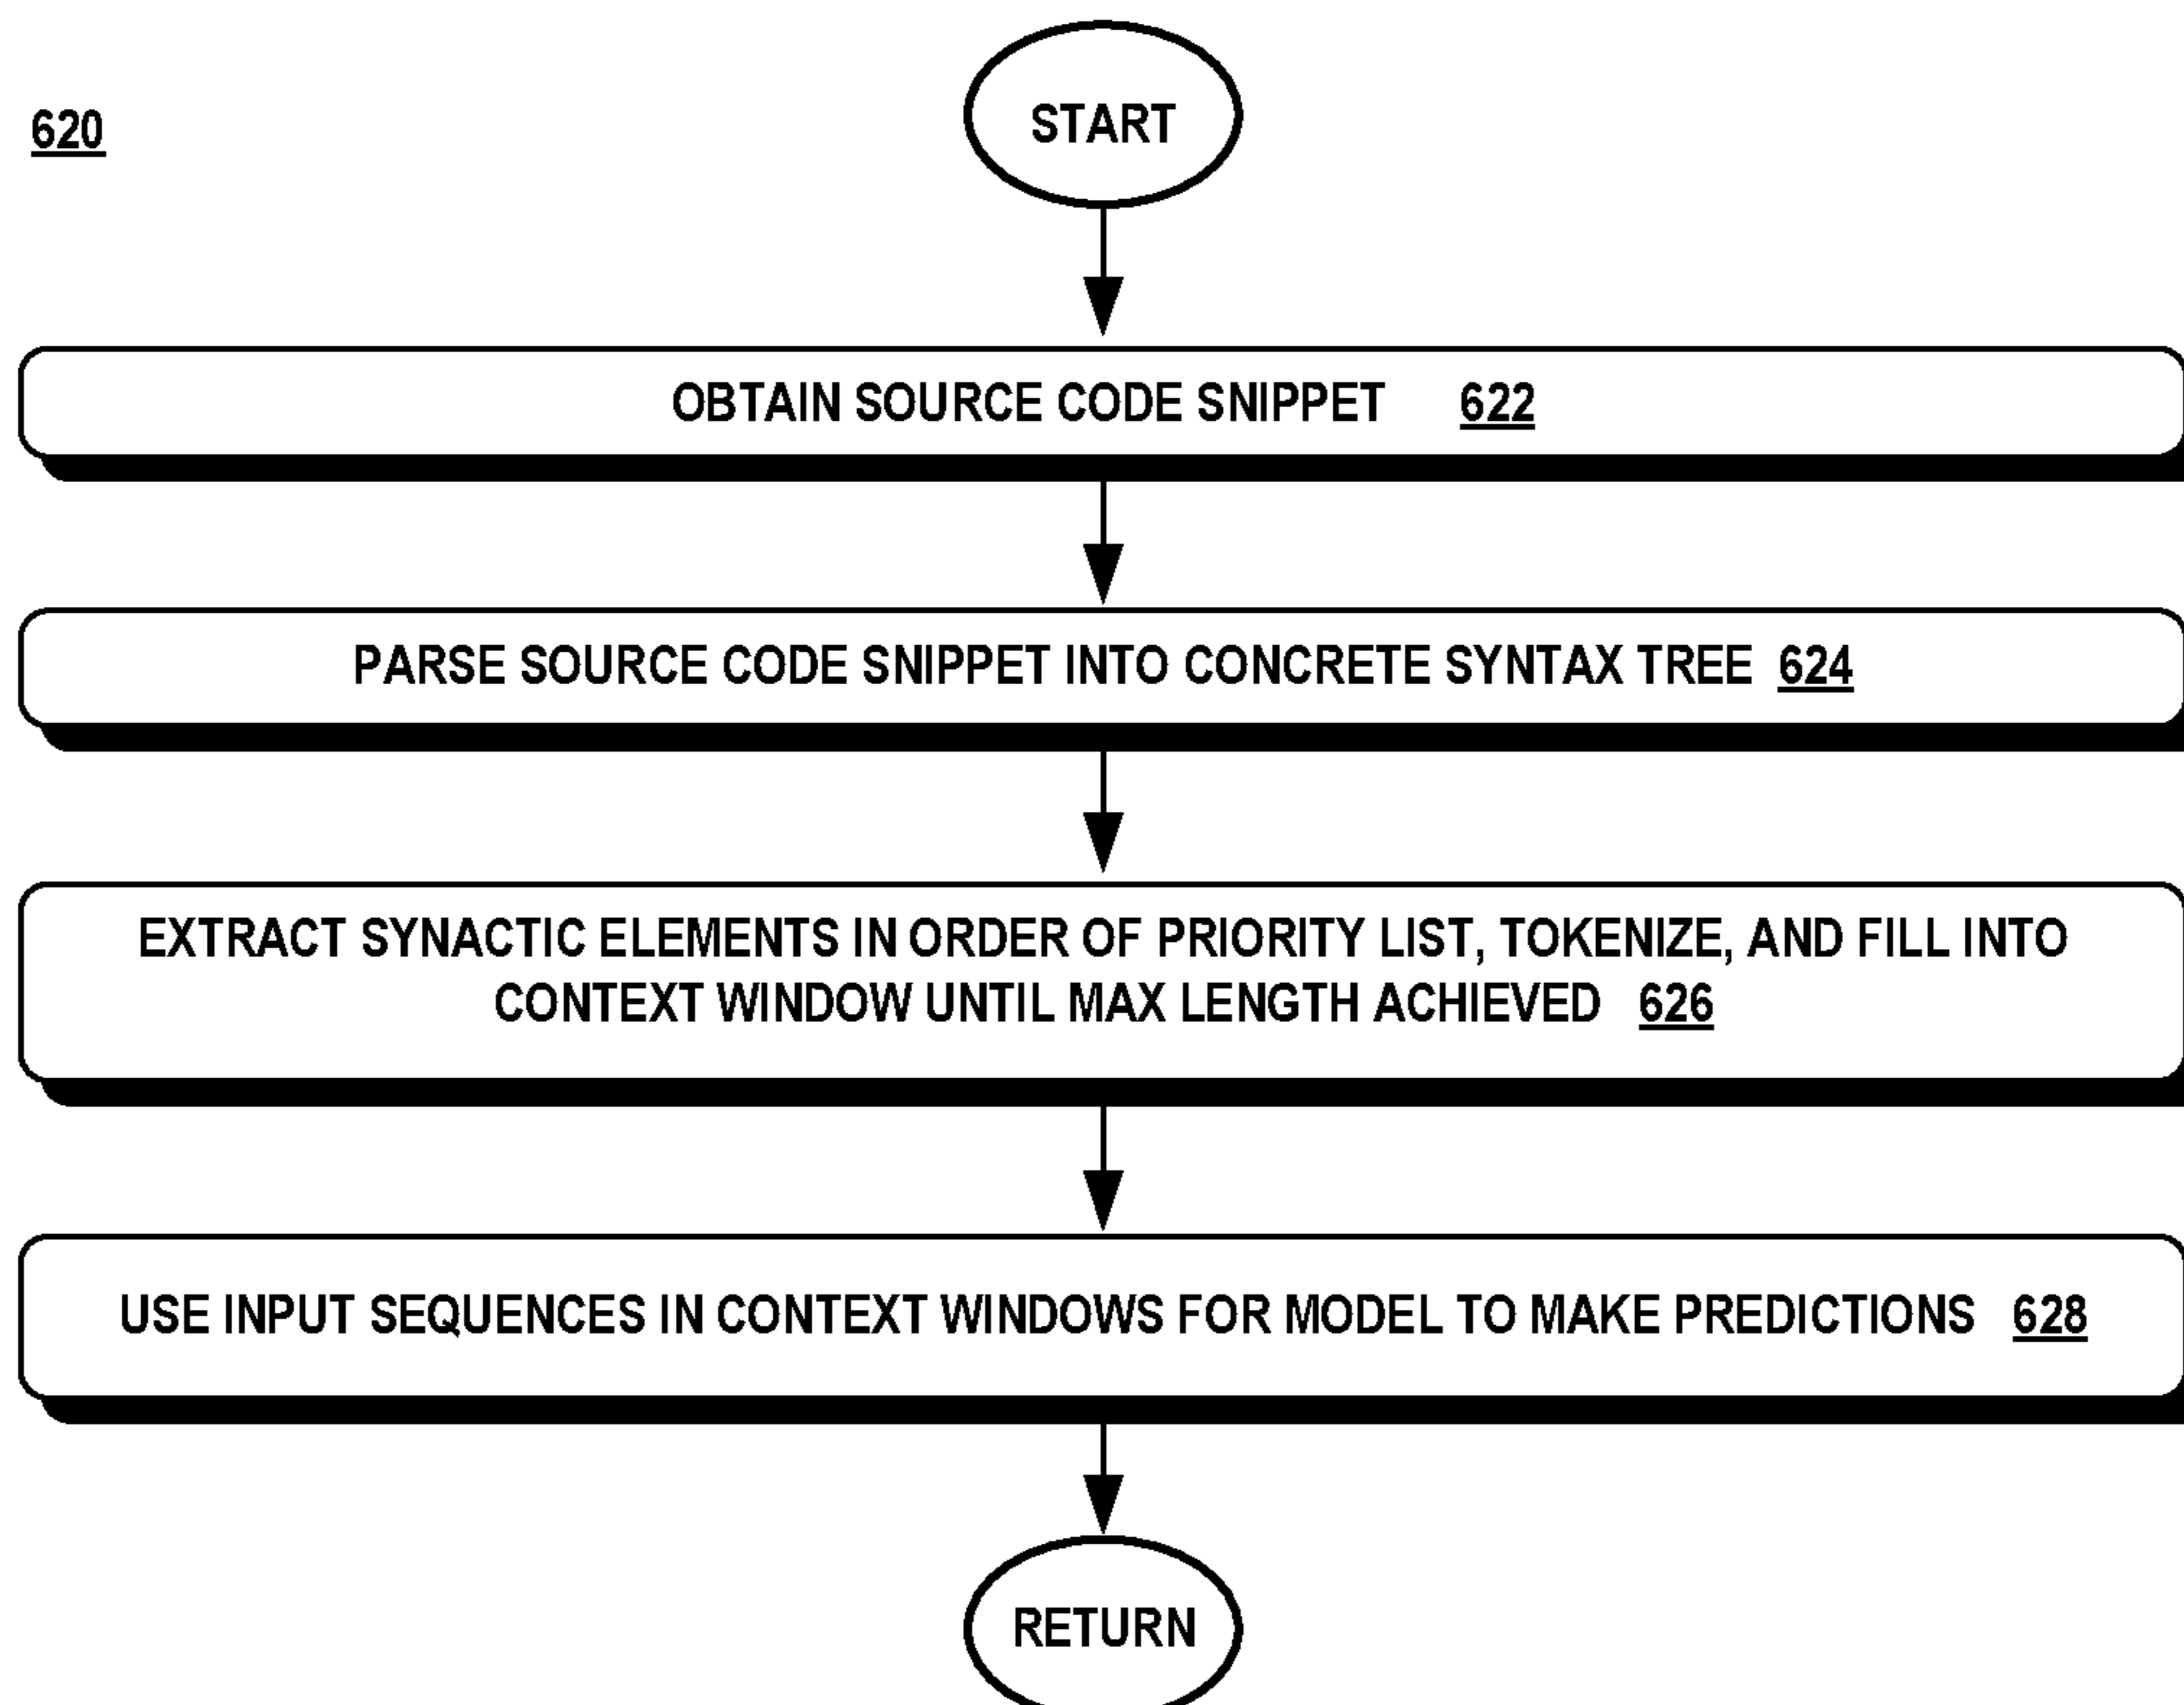 620
START
OBTAIN SOURCE CODE SNIPPET 622
PARSE SOURCE CODE SNIPPET INTO CONCRETE SYNTAX TREE 624
EXTRACT SYNACTIC ELEMENTS IN ORDER OF PRIORITY LIST, TOKENIZE, AND FILL INTO
CONTEXT WINDOW UNTIL MAX LENGTH ACHIEVED 626
USE INPUT SEQUENCES IN CONTEXT WINDOWS FOR MODEL TO MAKE PREDICTIONS 628
RETURN